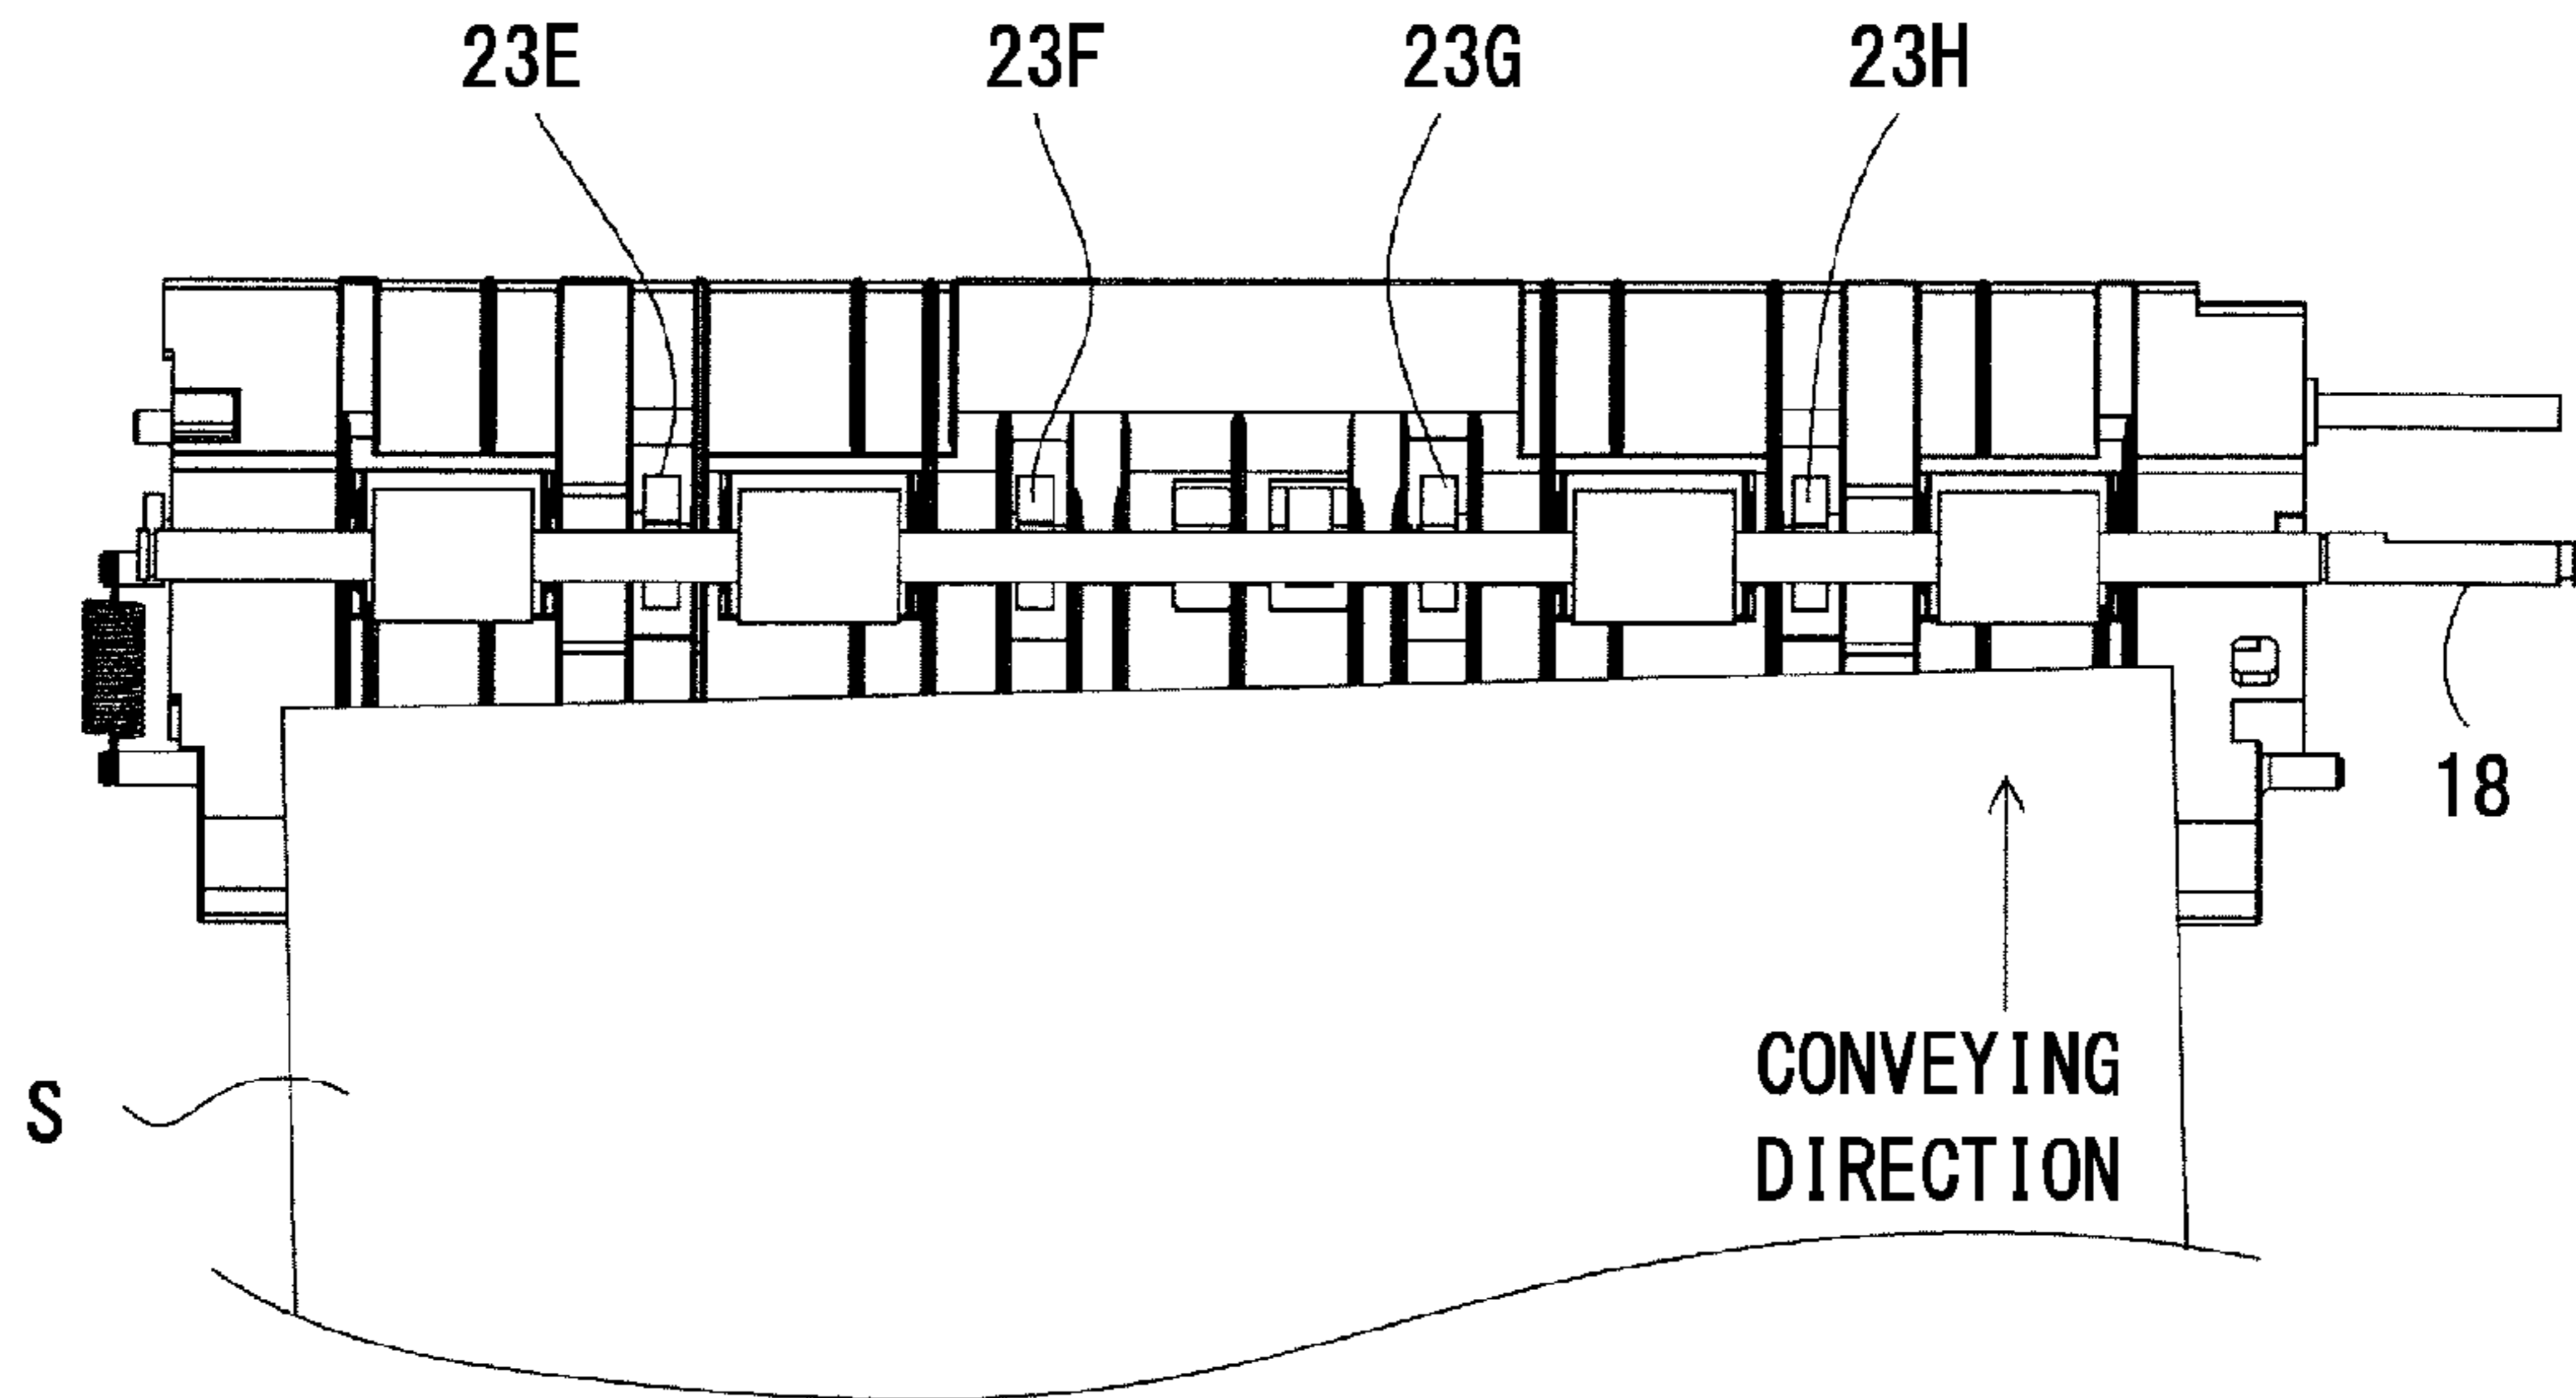 23E
23F
23G
23H
18
S
CONVEYING
DIRECTION